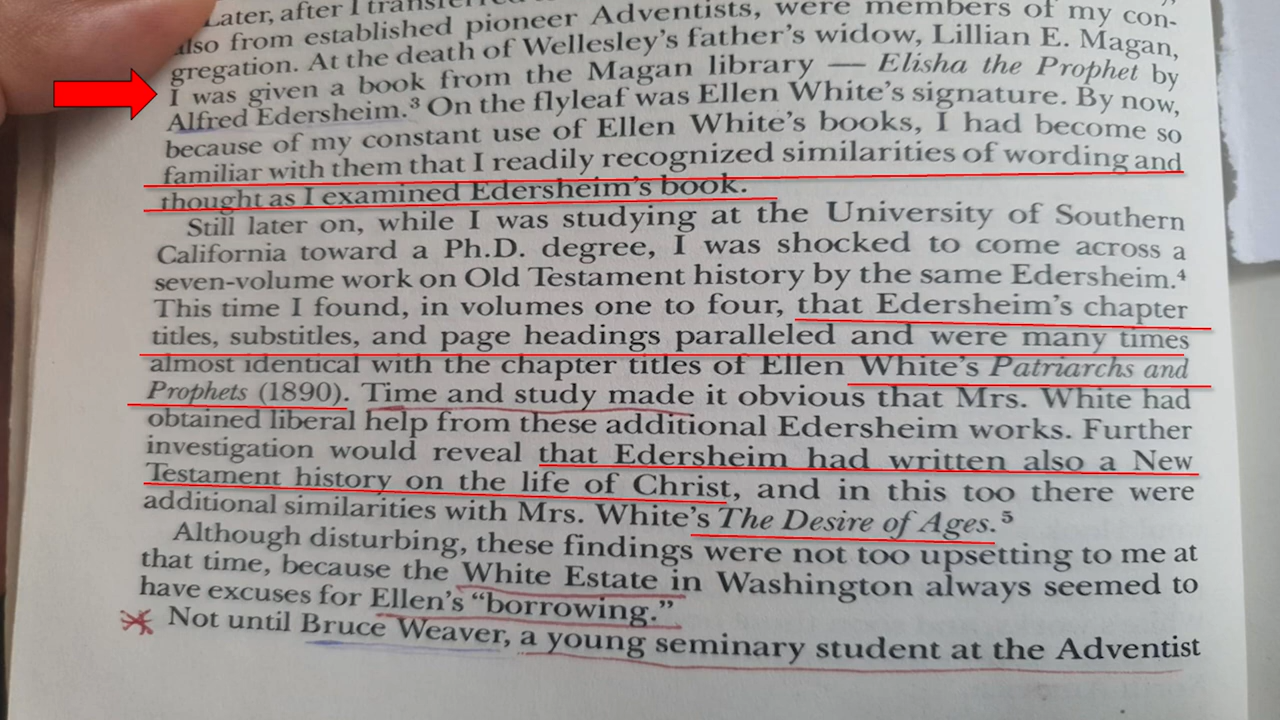 Later, after I transferred
also from established pioneer Adventists, were members of my con-
gregation. At the death of Wellesley's father's widow, Lillian E. Magan,
I was given a book from the Magan library — Elisha the Prophet by
Alfred Edersheim.³ On the flyleaf was Ellen White's signature. By now,
because of my constant use of Ellen White's books, I had become so
familiar with them that I readily recognized similarities of wording and
thought as I examined Edersheim's book.
Still later on, while I was studying at the University of Southern
California toward a Ph.D. degree, I was shocked to come across a
seven-volume work on Old Testament history by the same Edersheim.⁴
This time I found, in volumes one to four, that Edersheim's chapter
titles, substitles, and page headings paralleled and were many times
almost identical with the chapter titles of Ellen White's Patriarchs and
Prophets (1890). Time and study made it obvious that Mrs. White had
obtained liberal help from these additional Edersheim works. Further
investigation would reveal that Edersheim had written also a New
Testament history on the life of Christ, and in this too there were
additional similarities with Mrs. White's The Desire of Ages.⁵
Although disturbing, these findings were not too upsetting to me at
that time, because the White Estate in Washington always seemed to
have excuses for Ellen's "borrowing."
Not until Bruce Weaver, a young seminary student at the Adventist